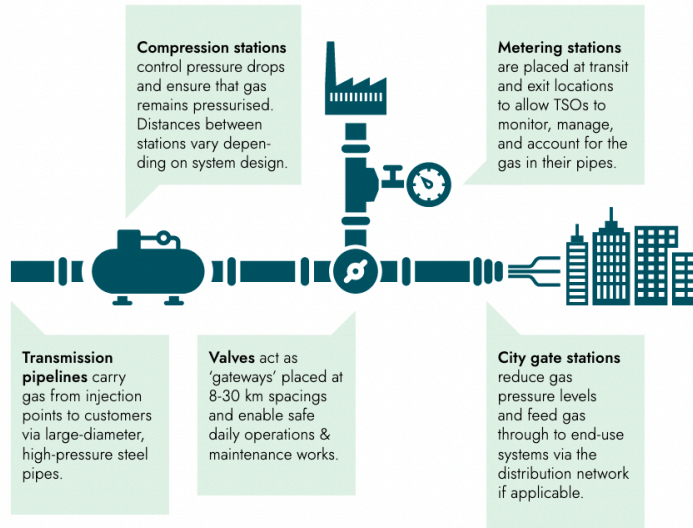 Compression stations
control pressure drops
and ensure that gas
remains pressurised.
Distances between
stations vary depen-
ding on system design.
Metering stations
are placed at transit
and exit locations
to allow TSOs to
monitor, manage,
and account for the
gas in their pipes.
Transmission
pipelines carry
gas from injection
points to customers
via large-diameter,
high-pressure steel
pipes.
Valves act as
‘gateways’ placed at
8-30 km spacings
and enable safe
daily operations &
maintenance works.
City gate stations
reduce gas
pressure levels
and feed gas
through to end-use
systems via the
distribution network
if applicable.